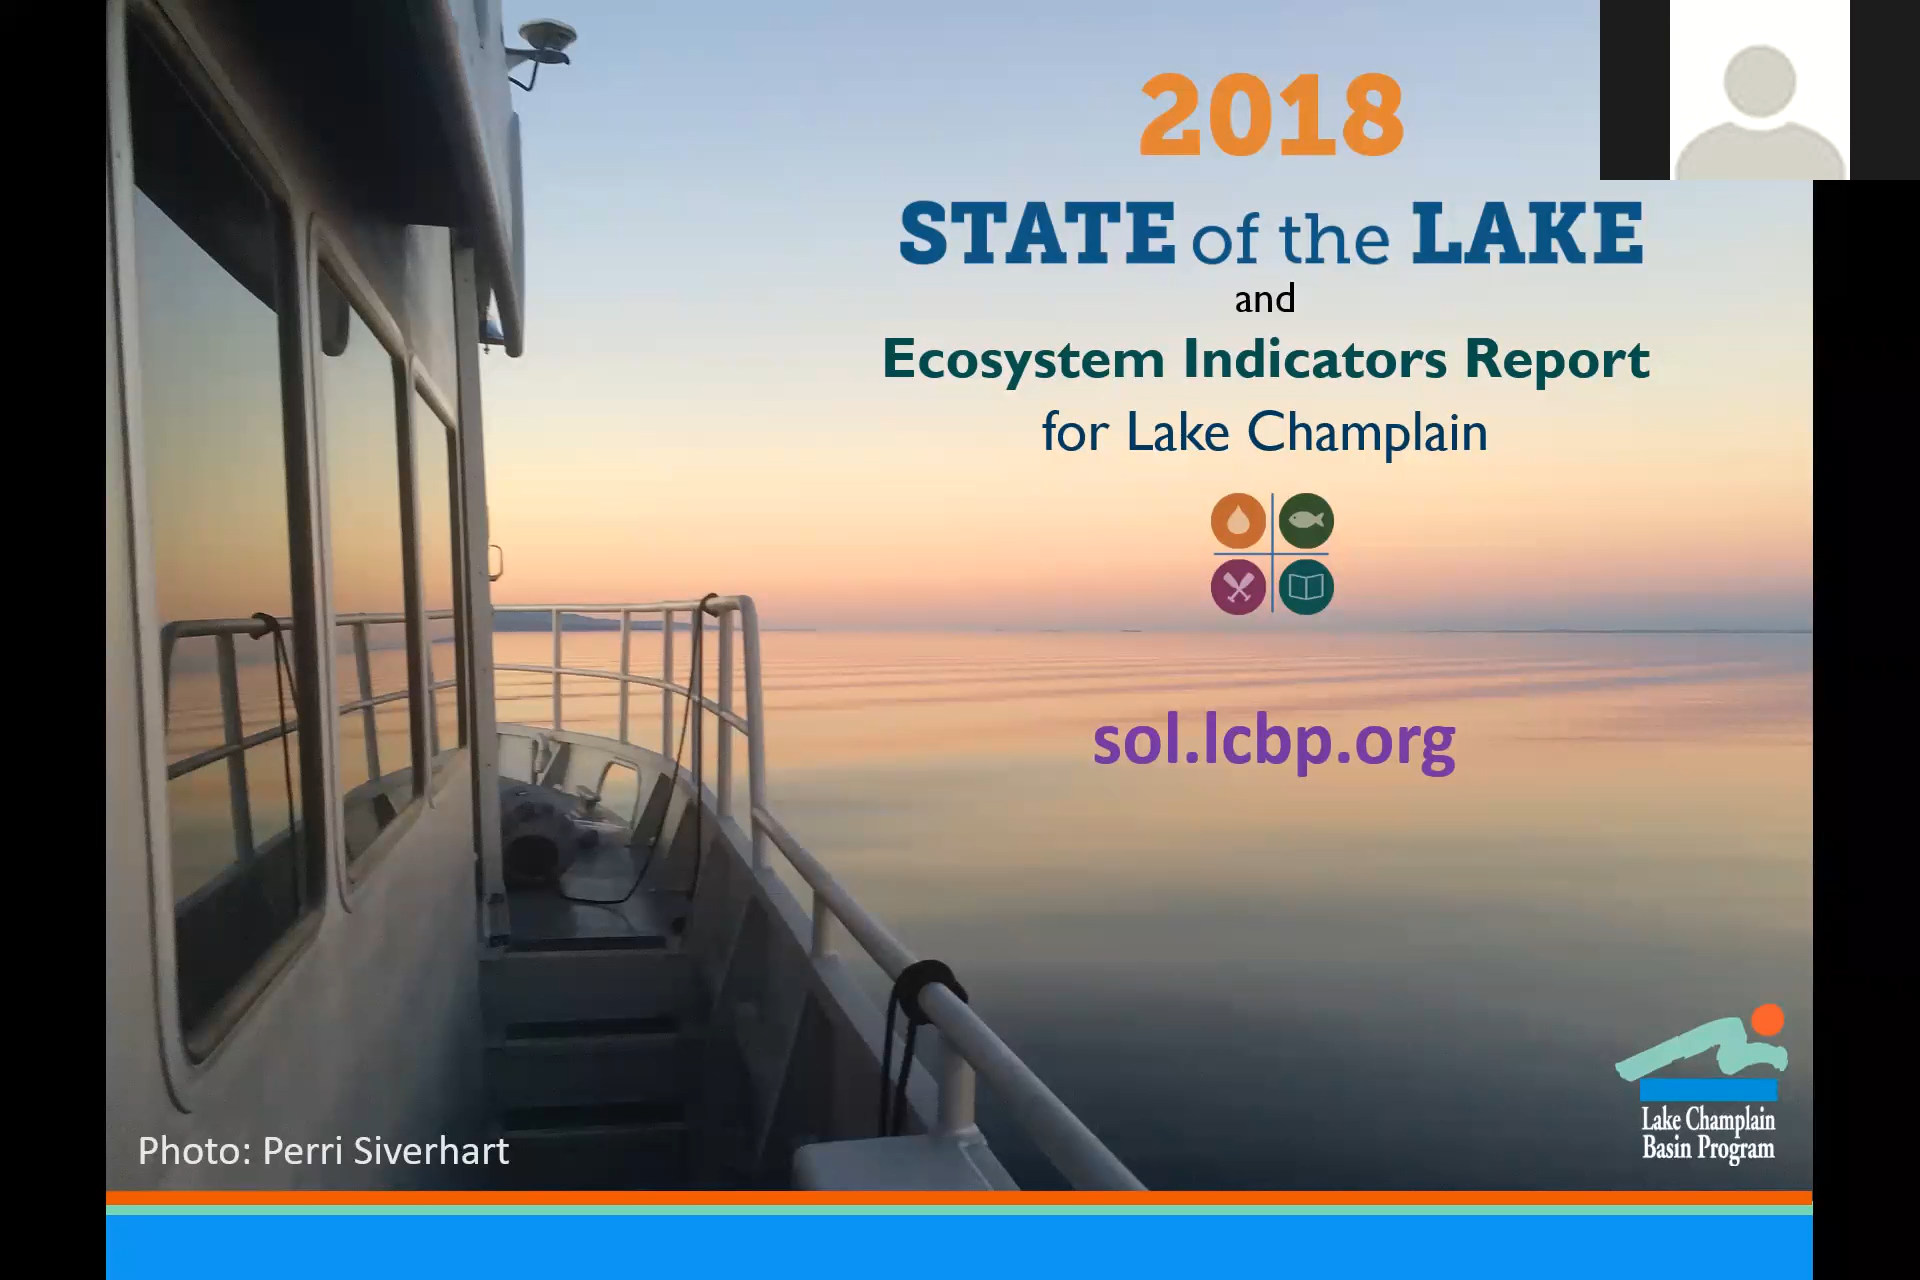 2018
STATE of the LAKE
and
Ecosystem Indicators Report
for Lake Champlain
sol.lcbp.org
Photo: Perri Siverhart
Lake Champlain
Basin Program